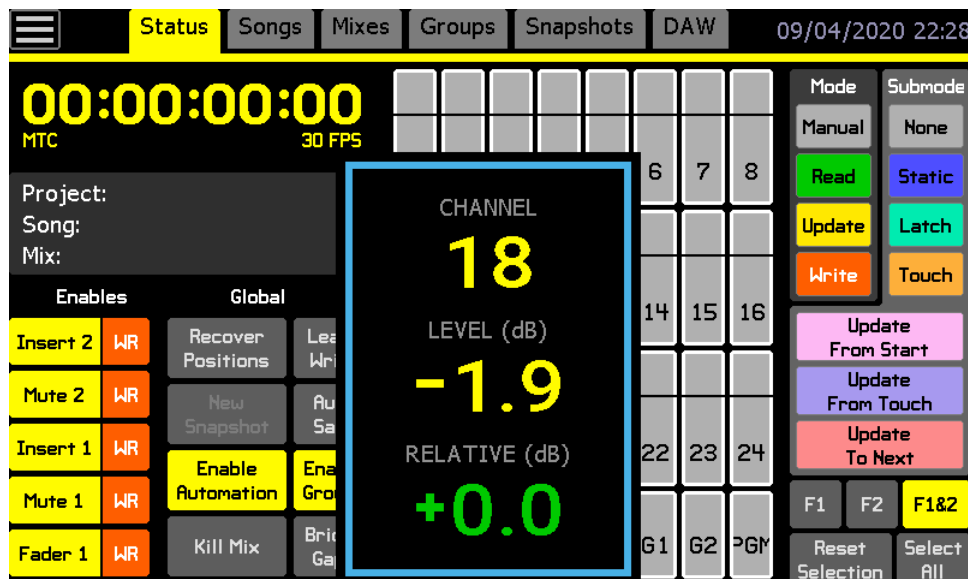 Status Songs Mixes Groups Snapshots DAW 09/04/2020 22:28
00:00:00:00
MTC 30 FPS
Project:
Song:
Mix:
Enables Global
Insert 2 WR
Mute 2 WR
Insert 1 WR
Mute 1 WR
Fader 1 WR
Recover
Positions
New
Snapshot
Enable
Automation
Kill Mix
CHANNEL
18
LEVEL (dB)
-1.9
RELATIVE (dB)
+0.0
6 7 8
14 15 16
22 23 24
G1 G2 PGM
Mode Submode
Manual None
Read Static
Update Latch
Write Touch
Update
From Start
Update
From Touch
Update
To Next
F1 F2 F1&2
Reset
Selection
Select
All